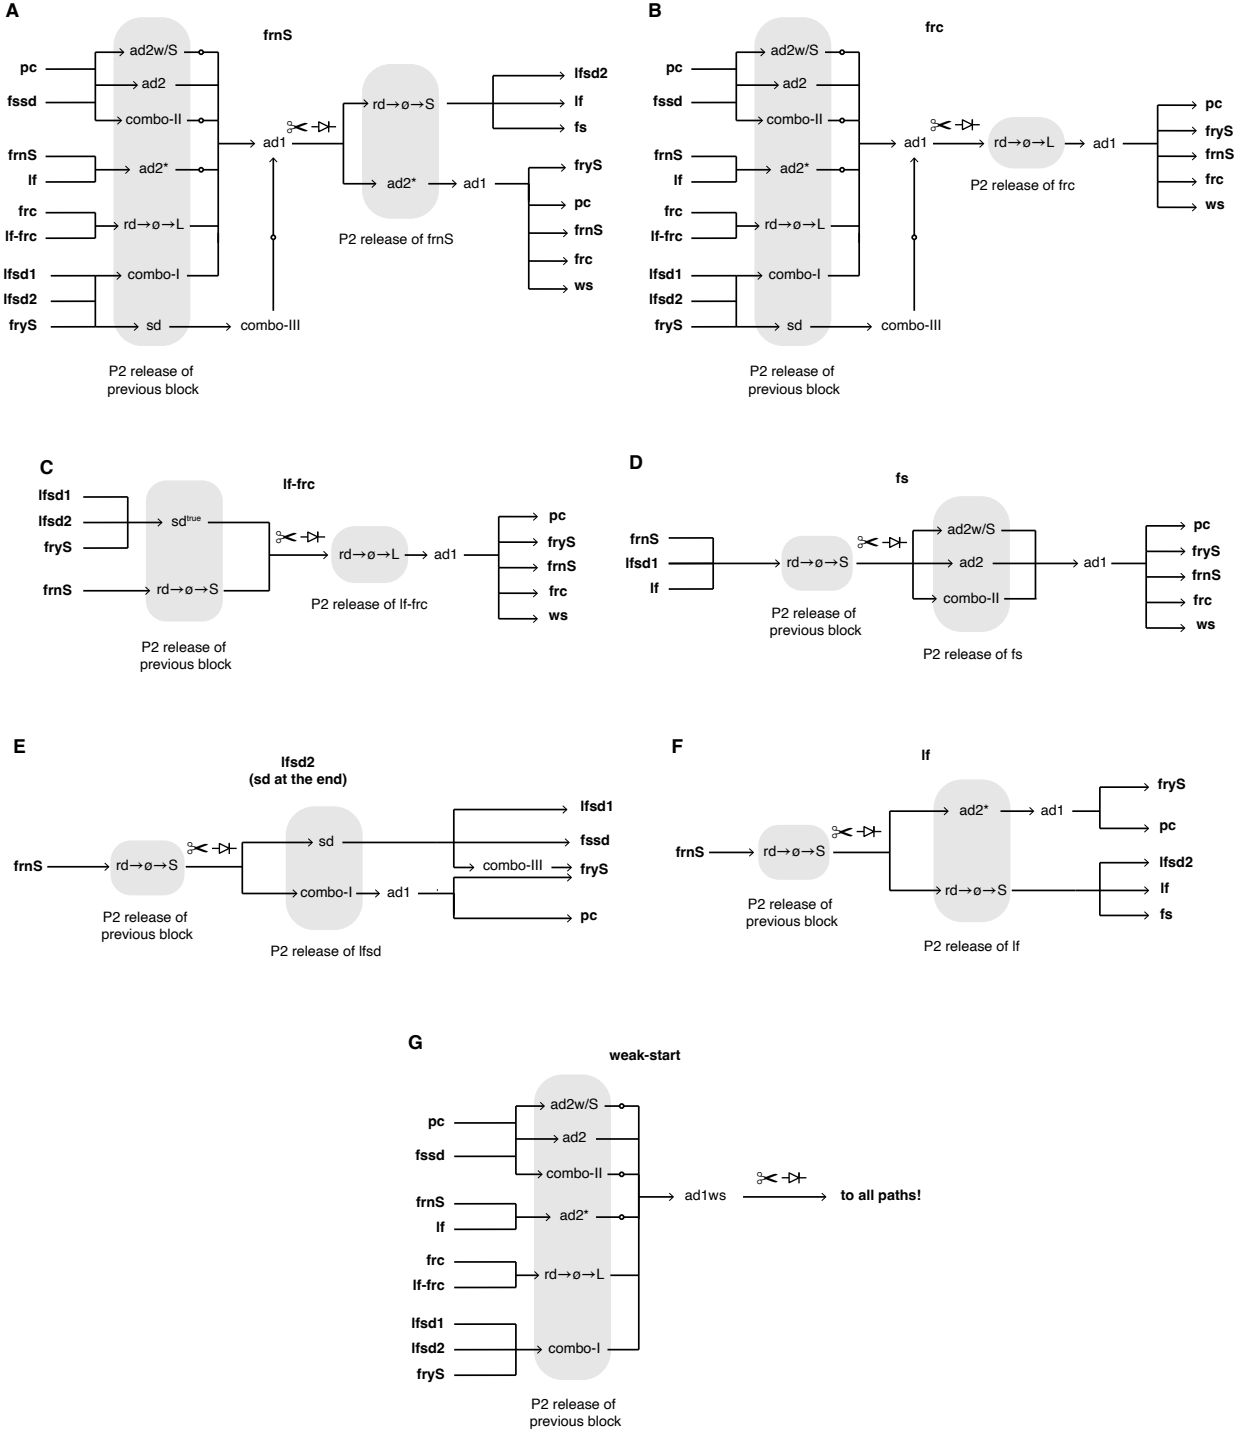 A
frnS
pc
fssd
frnS
lf
frc
lf-frc
lfsd1
lfsd2
fryS
ad2w/S
ad2
combo-II
ad2*
rd→ø→L
combo-I
sd
combo-III
ad1
P2 release of
previous block
rd→ø→S
ad2*
ad1
P2 release of frnS
lfsd2
lf
fs
fryS
pc
frnS
frc
ws
B
frc
pc
fssd
frnS
lf
frc
lf-frc
lfsd1
lfsd2
fryS
ad2w/S
ad2
combo-II
ad2*
rd→ø→L
combo-I
sd
combo-III
ad1
P2 release of
previous block
rd→ø→L
ad1
P2 release of frc
pc
fryS
frnS
frc
ws
C
lf-frc
lfsd1
lfsd2
fryS
frnS
sdtrue
rd→ø→S
P2 release of
previous block
rd→ø→L
ad1
P2 release of lf-frc
pc
fryS
frnS
frc
ws
D
fs
frnS
lfsd1
lf
rd→ø→S
P2 release of
previous block
ad2w/S
ad2
combo-II
ad1
P2 release of fs
pc
fryS
frnS
frc
ws
E
lfsd2
(sd at the end)
frnS
rd→ø→S
P2 release of
previous block
sd
combo-I
ad1
P2 release of lfsd
combo-III
lfsd1
fssd
fryS
pc
F
lf
frnS
rd→ø→S
P2 release of
previous block
ad2*
ad1
rd→ø→S
P2 release of lf
fryS
pc
lfsd2
lf
fs
G
weak-start
pc
fssd
frnS
lf
frc
lf-frc
lfsd1
lfsd2
fryS
ad2w/S
ad2
combo-II
ad2*
rd→ø→L
combo-I
ad1ws
to all paths!
P2 release of
previous block